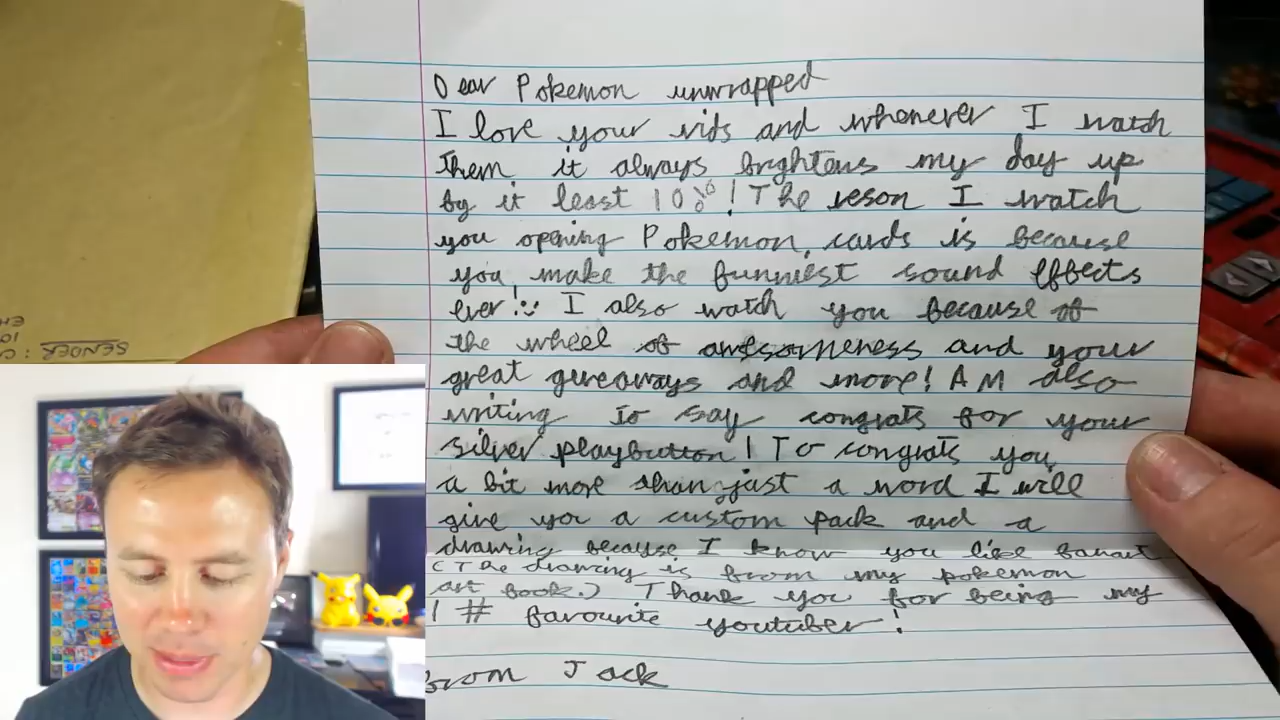 Dear Pokemon unwrapped
I love your vids and whenever I watch
them it always brightens my day up
by it least 10%! The reson I watch
you opening Pokemon cards is because
you make the funniest sound effects
ever! I also watch you because of
the wheel of awesomeness and your
great giveaways and more! AM also
writing to say congrats for your
silver playbutton! To congrats you
a bit more than just a word I will
give you a custom pack and a
drawing because I know you like fanart
(The drawing is from my pokemon
art book.) Thank you for being my
1 # favourite youtuber!
from Jack
SENDER: